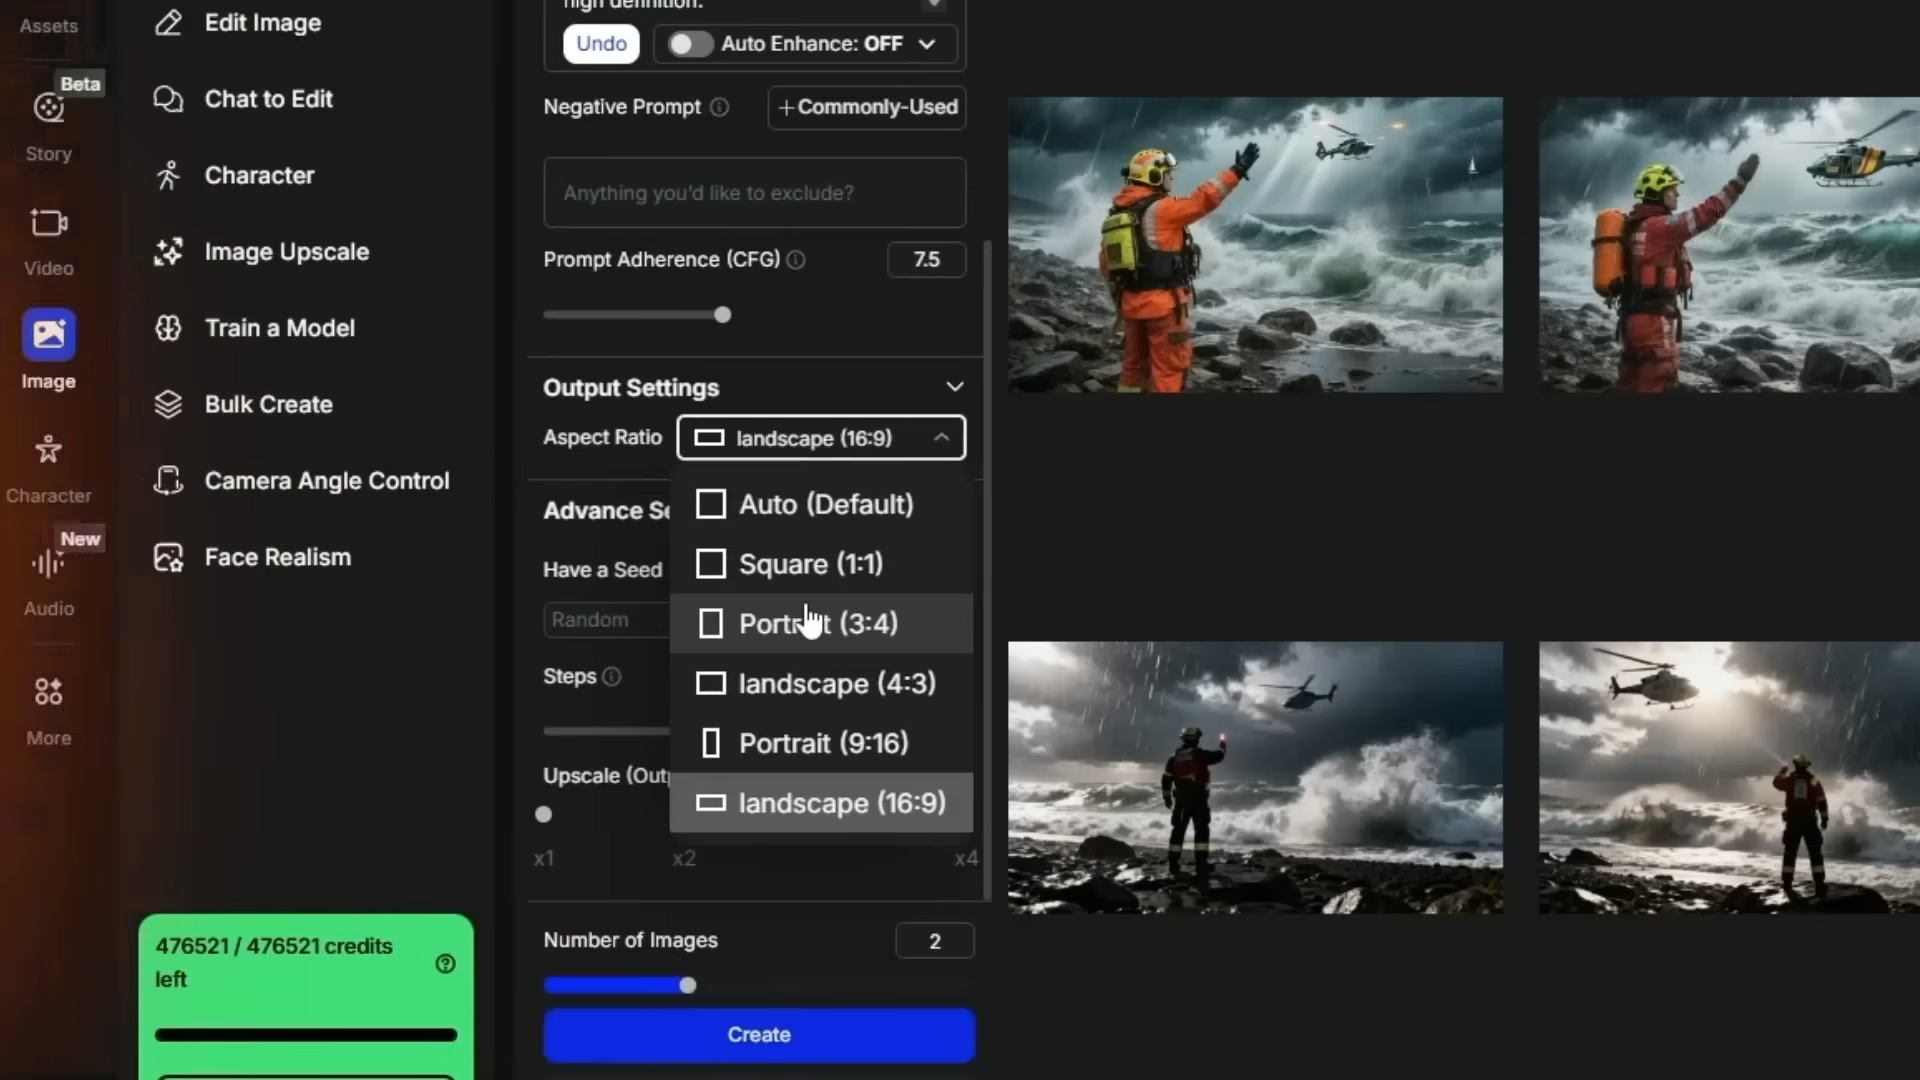 Assets
Beta
Story
Video
Image
Character
New
Audio
More
Edit Image
Chat to Edit
Character
Image Upscale
Train a Model
Bulk Create
Camera Angle Control
Face Realism
476521 / 476521 credits
left
high definition.
Undo
Auto Enhance: OFF
Negative Prompt
+Commonly-Used
Anything you'd like to exclude?
Prompt Adherence (CFG)
7.5
Output Settings
Aspect Ratio
landscape (16:9)
Auto (Default)
Square (1:1)
Portrait (3:4)
landscape (4:3)
Portrait (9:16)
landscape (16:9)
Advance Se
Have a Seed
Random
Steps
Upscale (Outp
x1 x2 x4
Number of Images
2
Create